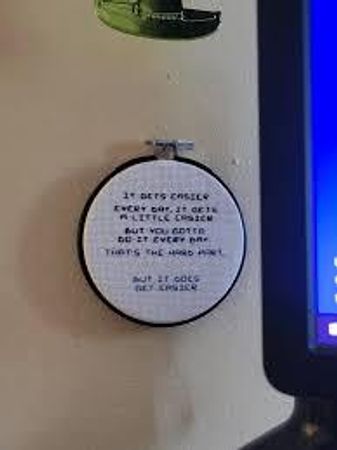 IT GETS EASIER
EVERY DAY, IT GETS
A LITTLE EASIER
BUT YOU GOTTA
DO IT EVERY DAY.
THAT'S THE HARD PART.
BUT IT DOES
GET EASIER